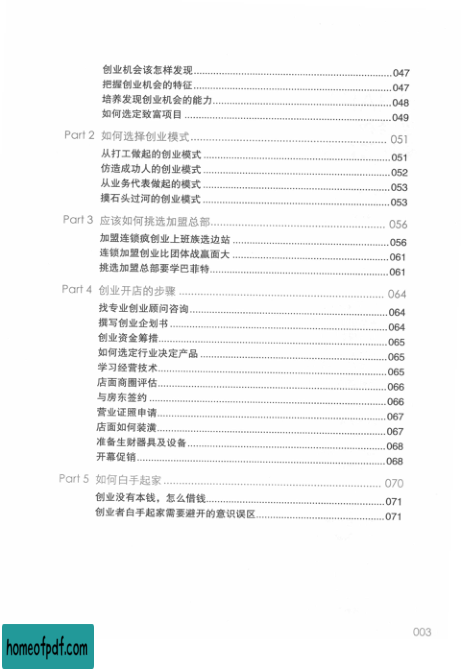 创业机会该怎样发现........047
把握创业机会的特征........047
培养发现创业机会的能力........048
如何选定致富项目........049
Part 2 如何选择创业模式........051
从打工做起的创业模式........051
仿造成功人的创业模式........052
从业务代表做起的模式........053
摸石头过河的创业模式........053
Part 3 应该如何挑选加盟总部........056
加盟连锁疯创业上班族选边站........056
连锁加盟创业比团体战赢面大........061
挑选加盟总部要学巴菲特........061
Part 4 创业开店的步骤........064
找专业创业顾问咨询........064
撰写创业企划书........064
创业资金筹措........065
如何选定行业决定产品........065
学习经营技术........065
店面商圈评估........066
与房东签约........066
营业证照申请........067
店面如何装潢........067
准备生财器具及设备........068
开幕促销........068
Part 5 如何白手起家........070
创业没有本钱，怎么借钱........071
创业者白手起家需要避开的意识误区........071
003
homeofpdf.com